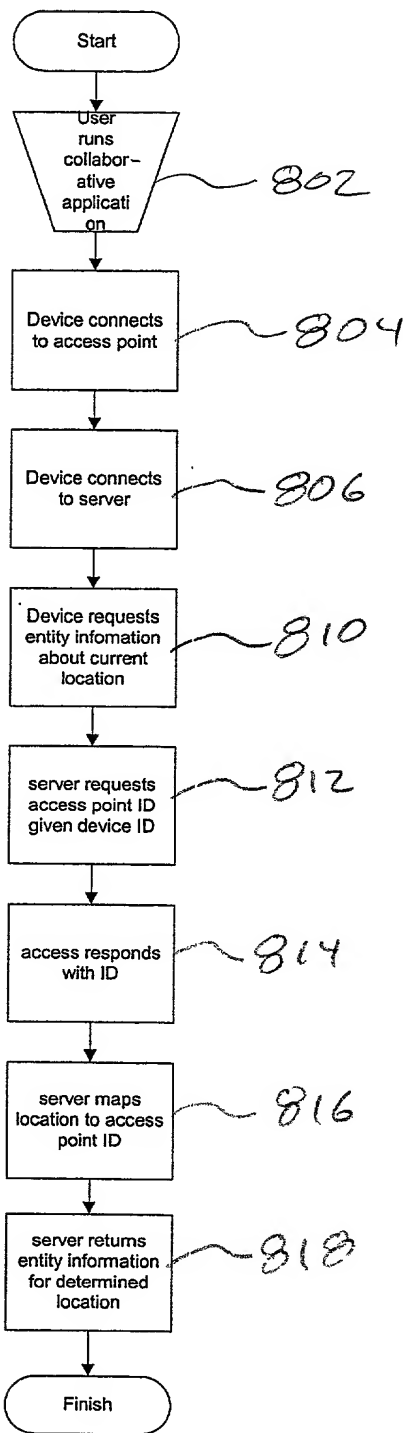 Start
User
runs
collabor-
ative
applicati
on
802
Device connects
to access point
804
Device connects
to server
806
Device requests
entity infomation
about current
location
810
server requests
access point ID
given device ID
812
access responds
with ID
814
server maps
location to access
point ID
816
server returns
entity information
for determined
location
818
Finish